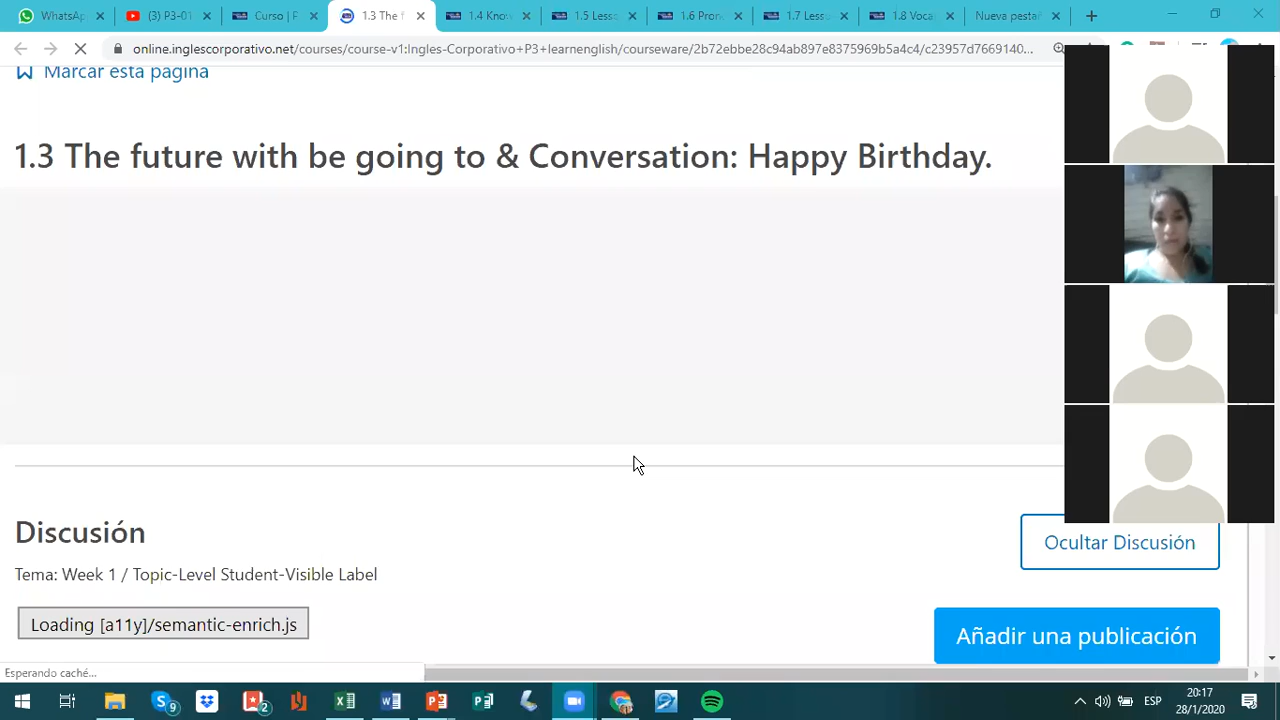 WhatsAp
(3) P3-01
Curso | F
1.3 The f
1.4 Know
1.5 Less
1.6 Pron
1.7 Less
1.8 Voca
Nueva pesta
online.inglescorporativo.net/courses/course-v1:Ingles-Corporativo+P3+learnenglish/courseware/2b72ebbe28c94ab897e8375969b5a4c4/c23957d7669140...
Marcar esta página
1.3 The future with be going to & Conversation: Happy Birthday.
Discusión
Ocultar Discusión
Tema: Week 1 / Topic-Level Student-Visible Label
Loading [a11y]/semantic-enrich.js
Añadir una publicación
Esperando caché...
9
2
ESP
20:17
28/1/2020